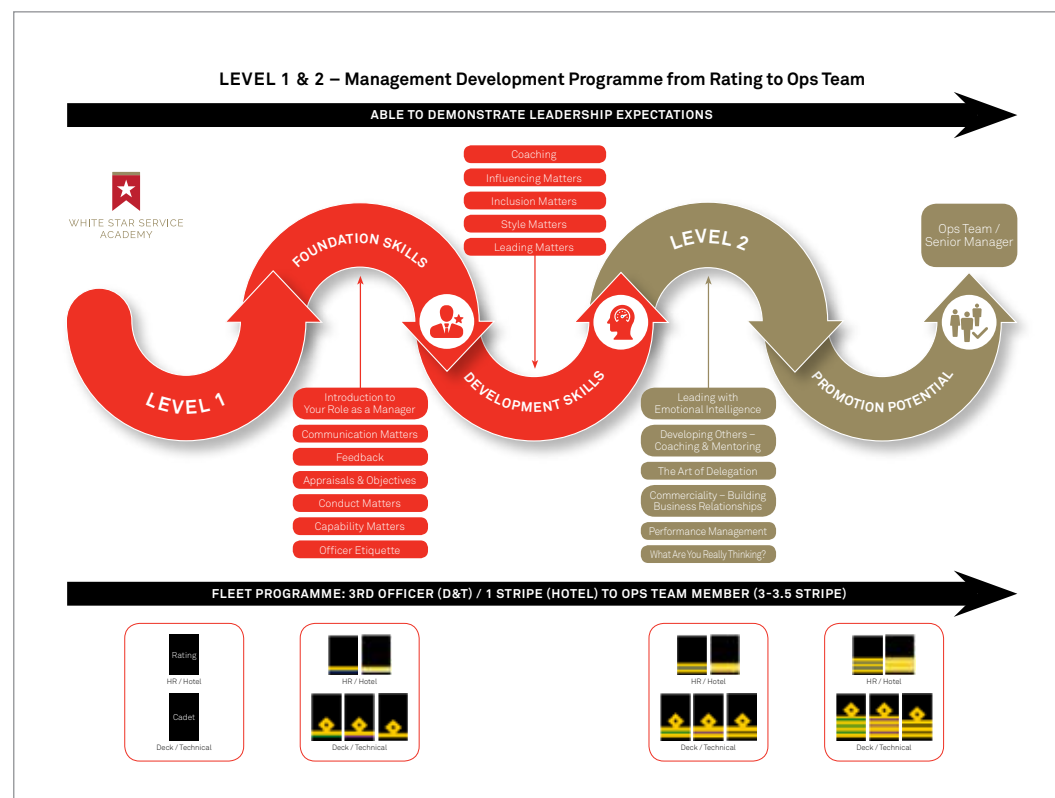 LEVEL 1 & 2 – Management Development Programme from Rating to Ops Team
ABLE TO DEMONSTRATE LEADERSHIP EXPECTATIONS
WHITE STAR SERVICE
ACADEMY
LEVEL 1
FOUNDATION SKILLS
Introduction to
Your Role as a Manager
Communication Matters
Feedback
Appraisals & Objectives
Conduct Matters
Capability Matters
Officer Etiquette
Coaching
Influencing Matters
Inclusion Matters
Style Matters
Leading Matters
DEVELOPMENT SKILLS
LEVEL 2
Leading with
Emotional Intelligence
Developing Others –
Coaching & Mentoring
The Art of Delegation
Commerciality – Building
Business Relationships
Performance Management
What Are You Really Thinking?
PROMOTION POTENTIAL
Ops Team /
Senior Manager
FLEET PROGRAMME: 3RD OFFICER (D&T) / 1 STRIPE (HOTEL) TO OPS TEAM MEMBER (3-3.5 STRIPE)
Rating
HR / Hotel
Cadet
Deck / Technical
HR / Hotel
Deck / Technical
HR / Hotel
Deck / Technical
HR / Hotel
Deck / Technical